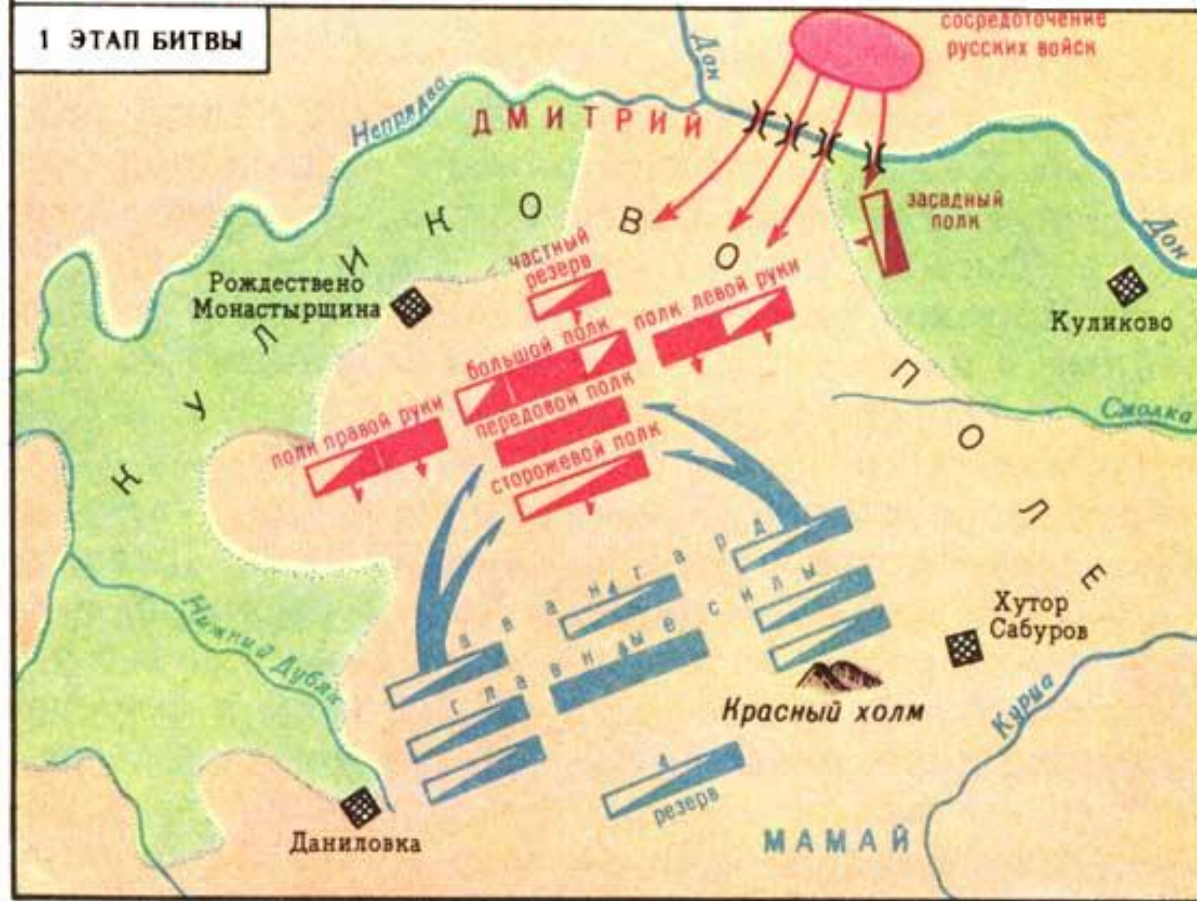 1 ЭТАП БИТВЫ
сосредоточение
русских войск
Дон
Непрядва
ДМИТРИЙ
засадный
полк
Дон
КУЛИКОВО
частный
резерв
Рождествено
Монастырщина
полк левой руки
Куликово
большой полк
ПОЛЕ
передовой полк
Смолка
полк правой руки
сторожевой полк
авангард
Нижний Дубяк
главные силы
Хутор
Сабуров
Красный холм
Курца
резерв
Даниловка
МАМАЙ